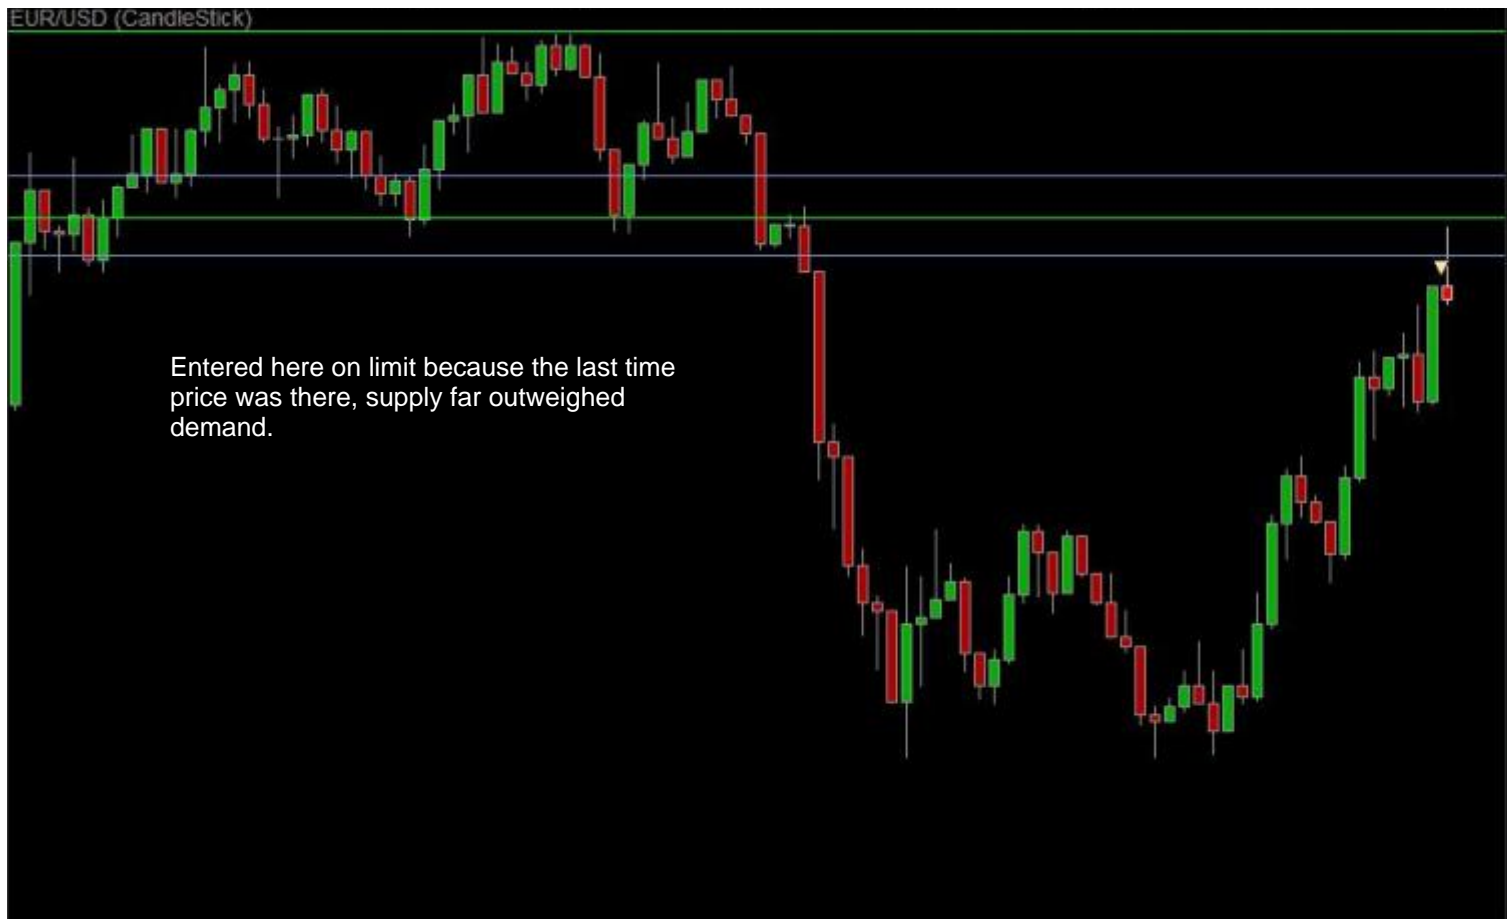 EUR/USD (CandleStick)
Entered here on limit because the last time
price was there, supply far outweighed
demand.